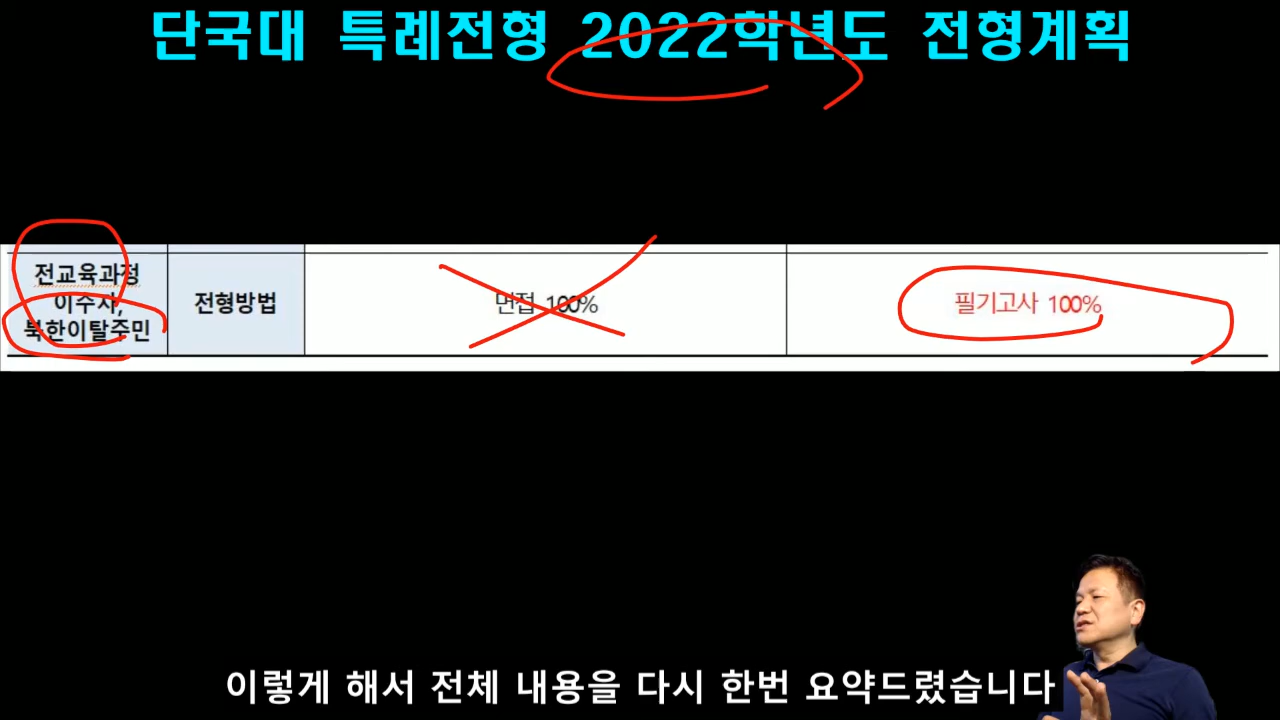 단국대 특례전형 2022학년도 전형계획
전교육과정
이수자,
북한이탈주민
전형방법
면접 100%
필기고사 100%
이렇게 해서 전체 내용을 다시 한번 요약드렸습니다